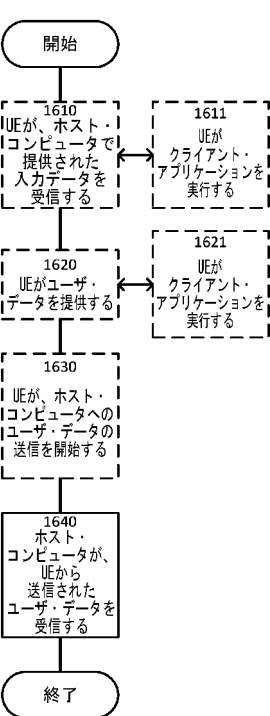 開始
1610
UEが、ホスト・
コンピュータで
提供された
入力データを
受信する
1611
UEが
クライアント・
アプリケーションを
実行する
1620
UEがユーザ・
データを提供する
1621
UEが
クライアント・
アプリケーションを
実行する
1630
UEが、ホスト・
コンピュータへの
ユーザ・データの
送信を開始する
1640
ホスト・
コンピュータが、
UEから
送信された
ユーザ・データを
受信する
終了